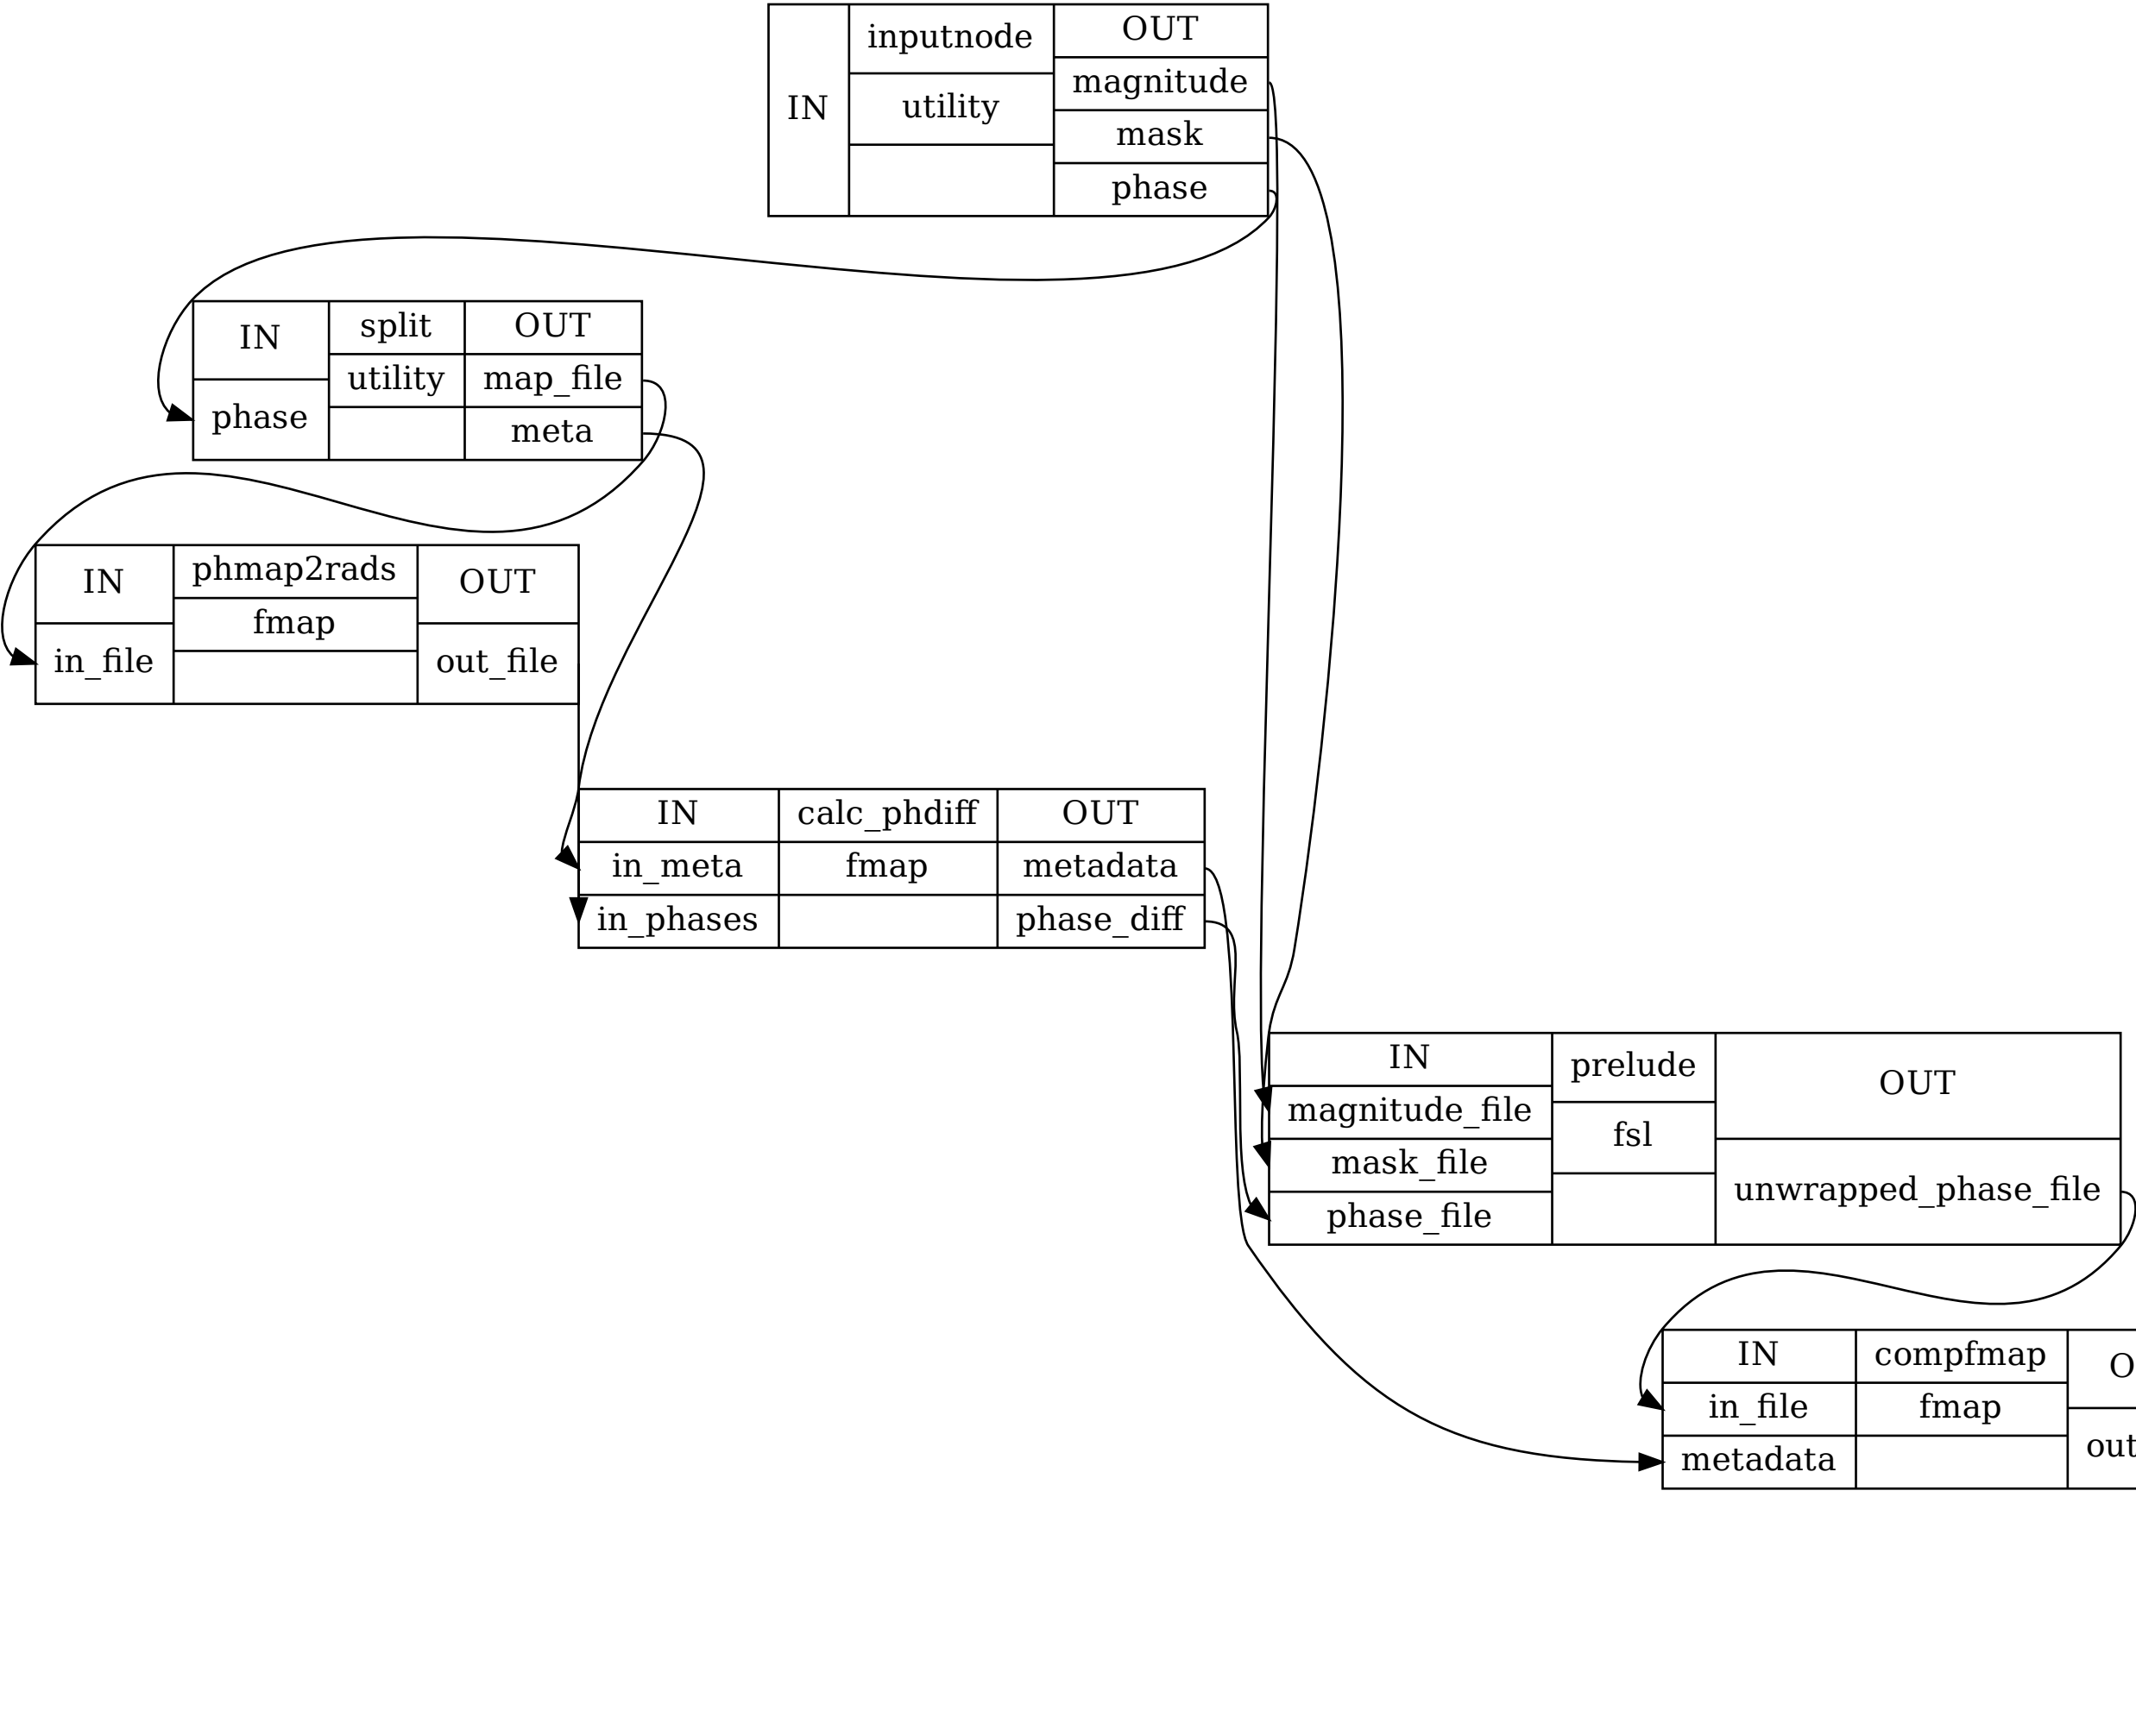 IN
inputnode
utility
OUT
magnitude
mask
phase
IN
phase
split
utility
OUT
map_file
meta
IN
in_file
phmap2rads
fmap
OUT
out_file
IN
in_meta
in_phases
calc_phdiff
fmap
OUT
metadata
phase_diff
IN
magnitude_file
mask_file
phase_file
prelude
fsl
OUT
unwrapped_phase_file
IN
in_file
metadata
compfmap
fmap